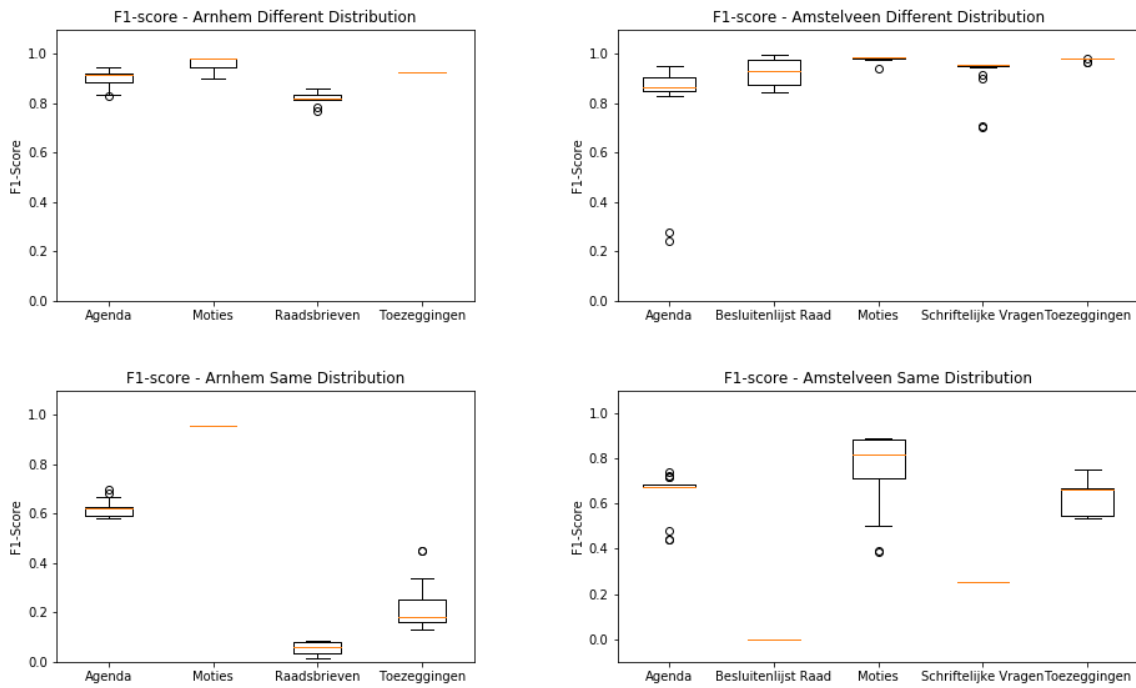 F1-score - Arnhem Different Distribution
F1-Score
1.0
0.8
0.6
0.4
0.2
0.0
Agenda Moties Raadsbrieven Toezeggingen
F1-score - Amstelveen Different Distribution
F1-Score
1.0
0.8
0.6
0.4
0.2
0.0
Agenda Besluitenlijst Raad Moties Schriftelijke Vragen Toezeggingen
F1-score - Arnhem Same Distribution
F1-Score
1.0
0.8
0.6
0.4
0.2
0.0
Agenda Moties Raadsbrieven Toezeggingen
F1-score - Amstelveen Same Distribution
F1-Score
1.0
0.8
0.6
0.4
0.2
0.0
Agenda Besluitenlijst Raad Moties Schriftelijke Vragen Toezeggingen